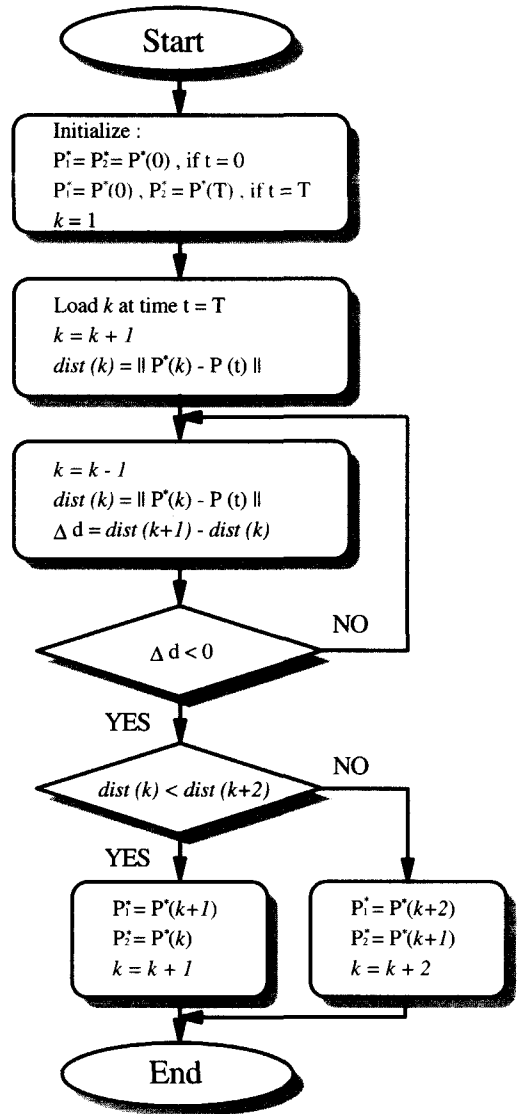 Start
Initialize :
P₁*= P₂*= P*(0) , if t = 0
P₁*= P*(0) , P₂*= P*(T) , if t = T
k = 1
Load k at time t = T
k = k + 1
dist (k) = || P*(k) - P (t) ||
k = k - 1
dist (k) = || P*(k) - P (t) ||
Δ d = dist (k+1) - dist (k)
NO
Δ d < 0
YES
NO
dist (k) < dist (k+2)
YES
P₁*= P*(k+1)
P₂*= P*(k)
k = k + 1
P₁*= P*(k+2)
P₂*= P*(k+1)
k = k + 2
End